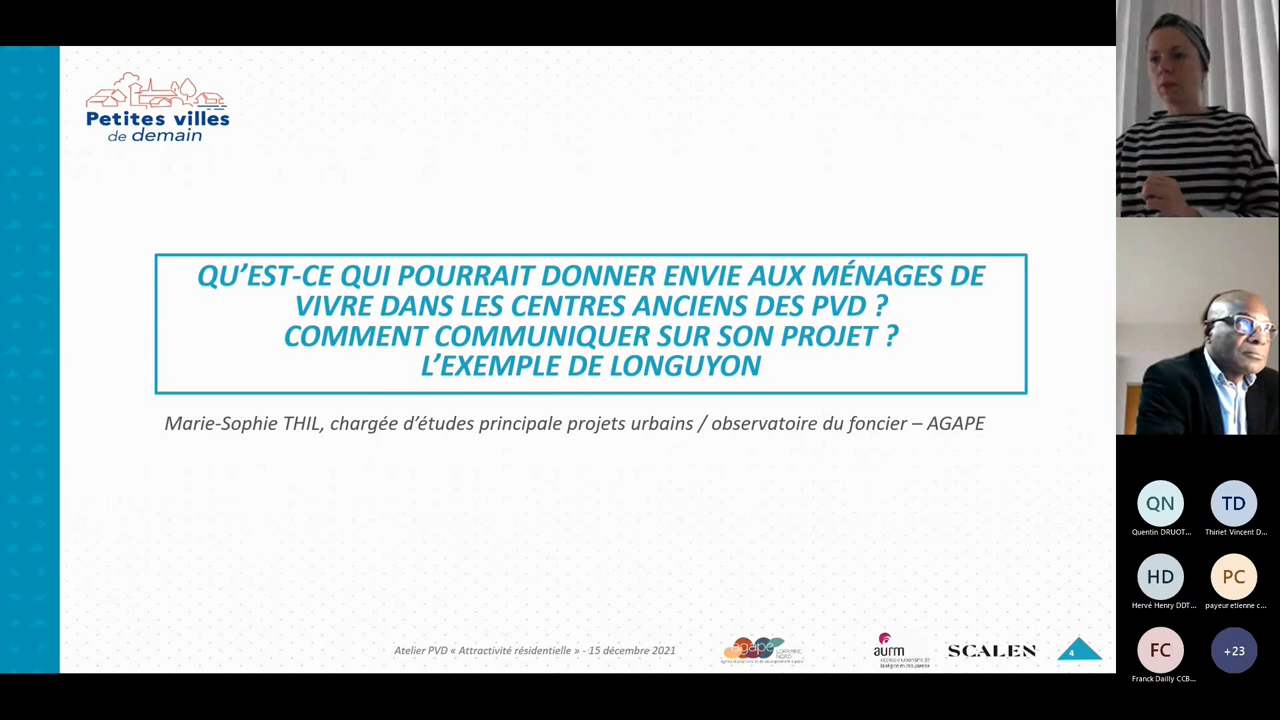 Petites villes
de demain
QU’EST-CE QUI POURRAIT DONNER ENVIE AUX MÉNAGES DE
VIVRE DANS LES CENTRES ANCIENS DES PVD ?
COMMENT COMMUNIQUER SUR SON PROJET ?
L’EXEMPLE DE LONGUYON
Marie-Sophie THIL, chargée d’études principale projets urbains / observatoire du foncier – AGAPE
Atelier PVD « Attractivité résidentielle » - 15 décembre 2021
agape
LORRAINE
NORD
aurm
SCALEN
4
QN
TD
Quentin DRUOT...
Thiriet Vincent D...
HD
PC
Hervé Henry DDT...
payeur etienne c...
FC
+23
Franck Dailly CCB...